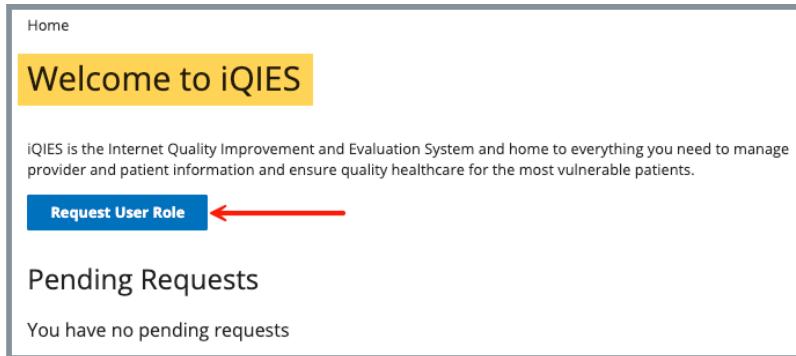 Home
Welcome to iQIES
iQIES is the Internet Quality Improvement and Evaluation System and home to everything you need to manage
provider and patient information and ensure quality healthcare for the most vulnerable patients.
Request User Role
Pending Requests
You have no pending requests